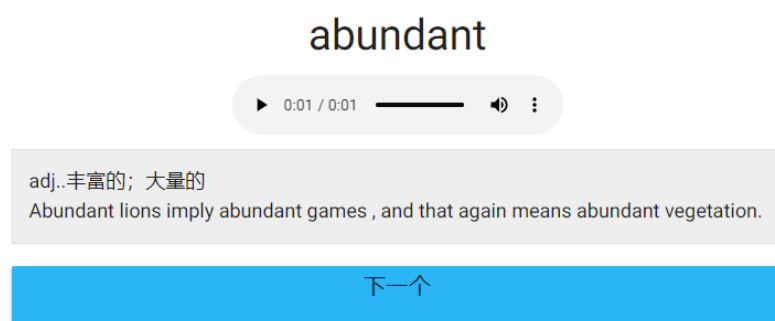 abundant
0:01 / 0:01
adj..丰富的；大量的
Abundant lions imply abundant games , and that again means abundant vegetation.
下一个